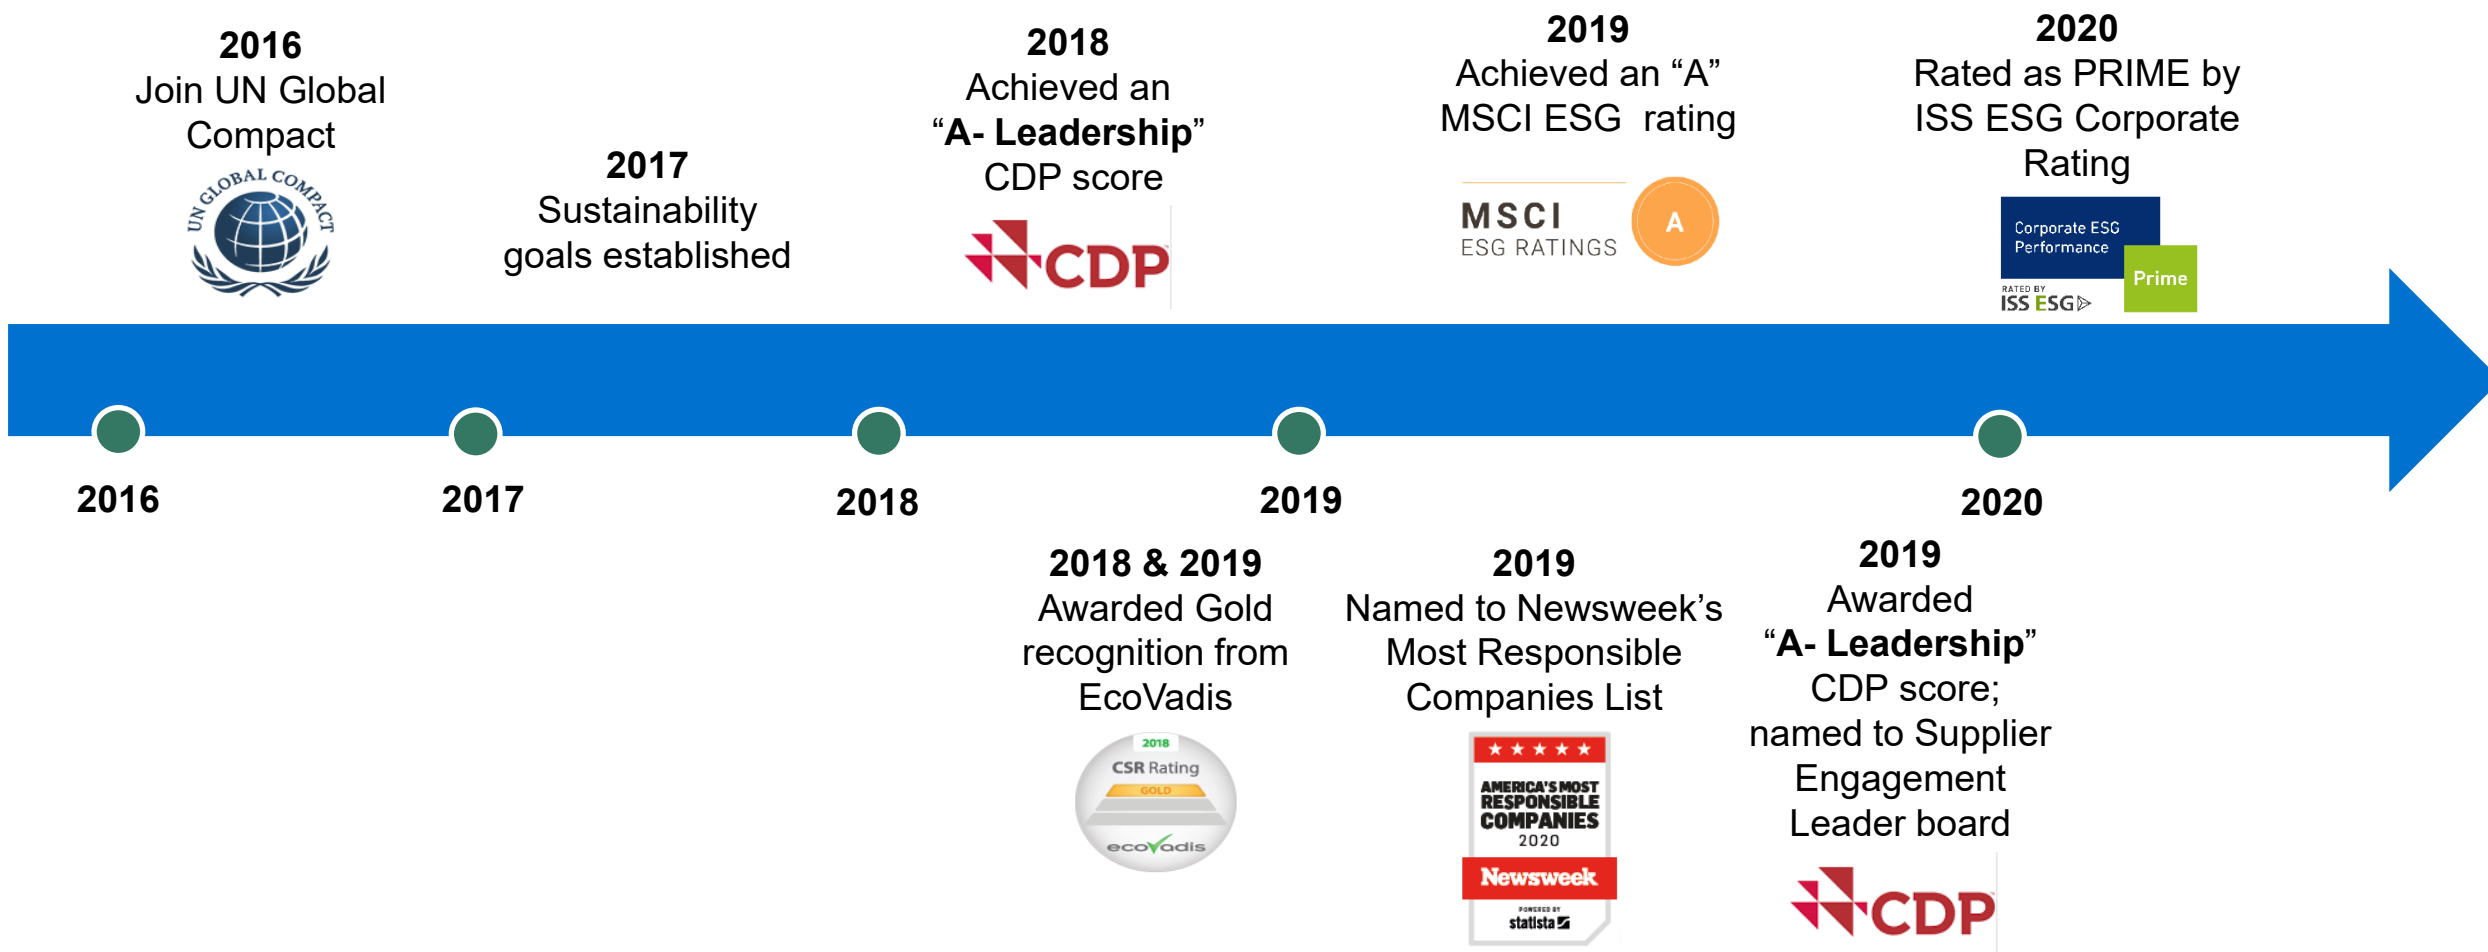 2016
Join UN Global
Compact
UN GLOBAL COMPACT
2017
Sustainability
goals established
2018
Achieved an
“A- Leadership”
CDP score
CDP
2019
Achieved an “A”
MSCI ESG  rating
MSCI
ESG RATINGS
A
2020
Rated as PRIME by
ISS ESG Corporate
Rating
Corporate ESG
Performance
Prime
RATED BY
ISS ESG
2016
2017
2018
2019
2020
2018 & 2019
Awarded Gold
recognition from
EcoVadis
2018
CSR Rating
GOLD
ecovadis
2019
Named to Newsweek’s
Most Responsible
Companies List
AMERICA'S MOST
RESPONSIBLE
COMPANIES
2020
Newsweek
POWERED BY
statista
2019
Awarded
“A- Leadership”
CDP score;
named to Supplier
Engagement
Leader board
CDP